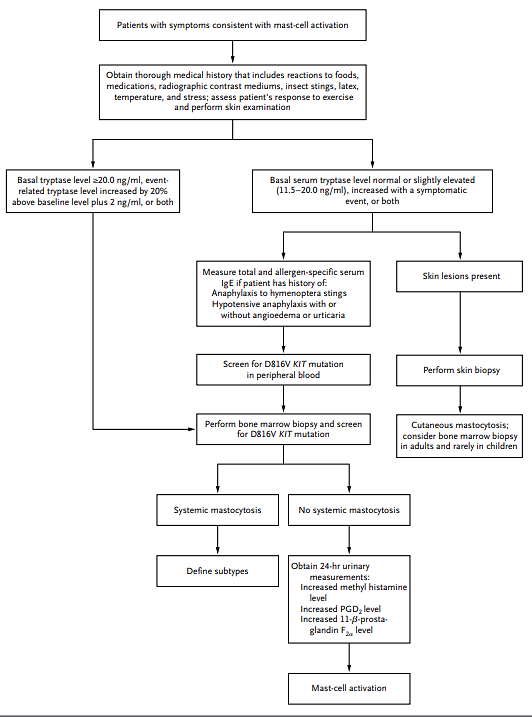 Patients with symptoms consistent with mast-cell activation
Obtain thorough medical history that includes reactions to foods,
medications, radiographic contrast mediums, insect stings, latex,
temperature, and stress; assess patient's response to exercise
and perform skin examination
Basal tryptase level ≥20.0 ng/ml, event-
related tryptase level increased by 20%
above baseline level plus 2 ng/ml, or both
Basal serum tryptase level normal or slightly elevated
(11.5–20.0 ng/ml), increased with a symptomatic
event, or both
Measure total and allergen-specific serum
IgE if patient has history of:
Anaphylaxis to hymenoptera stings
Hypotensive anaphylaxis with or
without angioedema or urticaria
Skin lesions present
Screen for D816V KIT mutation
in peripheral blood
Perform skin biopsy
Perform bone marrow biopsy and screen
for D816V KIT mutation
Cutaneous mastocytosis;
consider bone marrow biopsy
in adults and rarely in children
Systemic mastocytosis
No systemic mastocytosis
Define subtypes
Obtain 24-hr urinary
measurements:
Increased methyl histamine
level
Increased PGD₂ level
Increased 11-β-prosta-
glandin F₂α level
Mast-cell activation